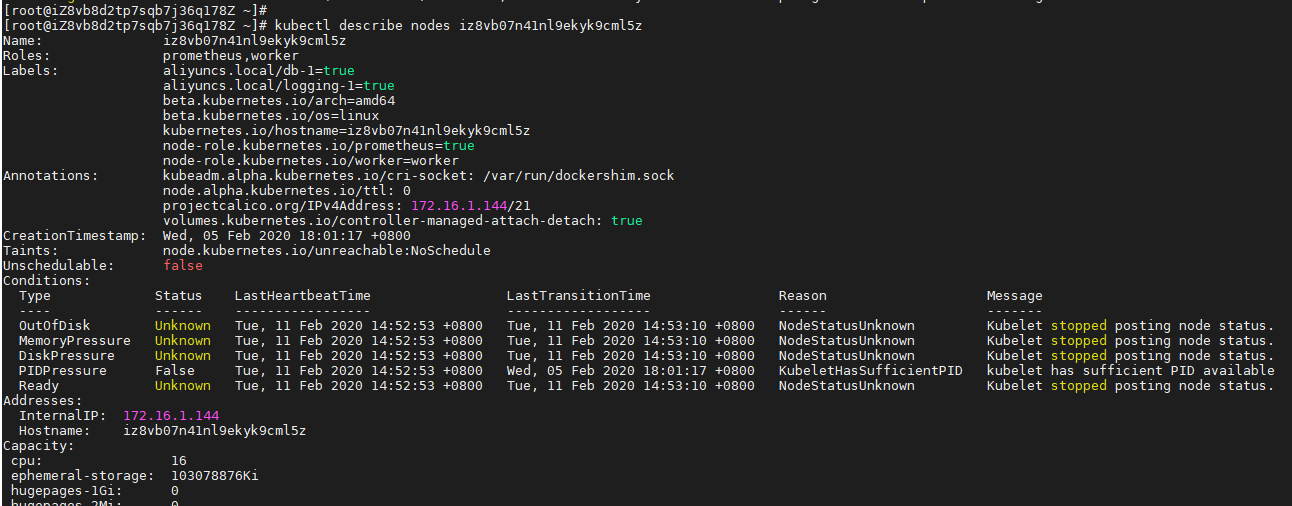 [root@iZ8vb8d2tp7sqb7j36q178Z ~]#
[root@iZ8vb8d2tp7sqb7j36q178Z ~]# kubectl describe nodes iz8vb07n41nl9ekyk9cml5z
Name:               iz8vb07n41nl9ekyk9cml5z
Roles:              prometheus,worker
Labels:             aliyuncs.local/db-1=true
                    aliyuncs.local/logging-1=true
                    beta.kubernetes.io/arch=amd64
                    beta.kubernetes.io/os=linux
                    kubernetes.io/hostname=iz8vb07n41nl9ekyk9cml5z
                    node-role.kubernetes.io/prometheus=true
                    node-role.kubernetes.io/worker=worker
Annotations:        kubeadm.alpha.kubernetes.io/cri-socket: /var/run/dockershim.sock
                    node.alpha.kubernetes.io/ttl: 0
                    projectcalico.org/IPv4Address: 172.16.1.144/21
                    volumes.kubernetes.io/controller-managed-attach-detach: true
CreationTimestamp:  Wed, 05 Feb 2020 18:01:17 +0800
Taints:             node.kubernetes.io/unreachable:NoSchedule
Unschedulable:      false
Conditions:
  Type             Status    LastHeartbeatTime                 LastTransitionTime                Reason                    Message
  ----             ------    -----------------                 ------------------                ------                    -------
  OutOfDisk        Unknown   Tue, 11 Feb 2020 14:52:53 +0800   Tue, 11 Feb 2020 14:53:10 +0800   NodeStatusUnknown         Kubelet stopped posting node status.
  MemoryPressure   Unknown   Tue, 11 Feb 2020 14:52:53 +0800   Tue, 11 Feb 2020 14:53:10 +0800   NodeStatusUnknown         Kubelet stopped posting node status.
  DiskPressure     Unknown   Tue, 11 Feb 2020 14:52:53 +0800   Tue, 11 Feb 2020 14:53:10 +0800   NodeStatusUnknown         Kubelet stopped posting node status.
  PIDPressure      False     Tue, 11 Feb 2020 14:52:53 +0800   Wed, 05 Feb 2020 18:01:17 +0800   KubeletHasSufficientPID   kubelet has sufficient PID available
  Ready            Unknown   Tue, 11 Feb 2020 14:52:53 +0800   Tue, 11 Feb 2020 14:53:10 +0800   NodeStatusUnknown         Kubelet stopped posting node status.
Addresses:
  InternalIP:  172.16.1.144
  Hostname:    iz8vb07n41nl9ekyk9cml5z
Capacity:
 cpu:                16
 ephemeral-storage:  103078876Ki
 hugepages-1Gi:      0
 hugepages-2Mi:      0